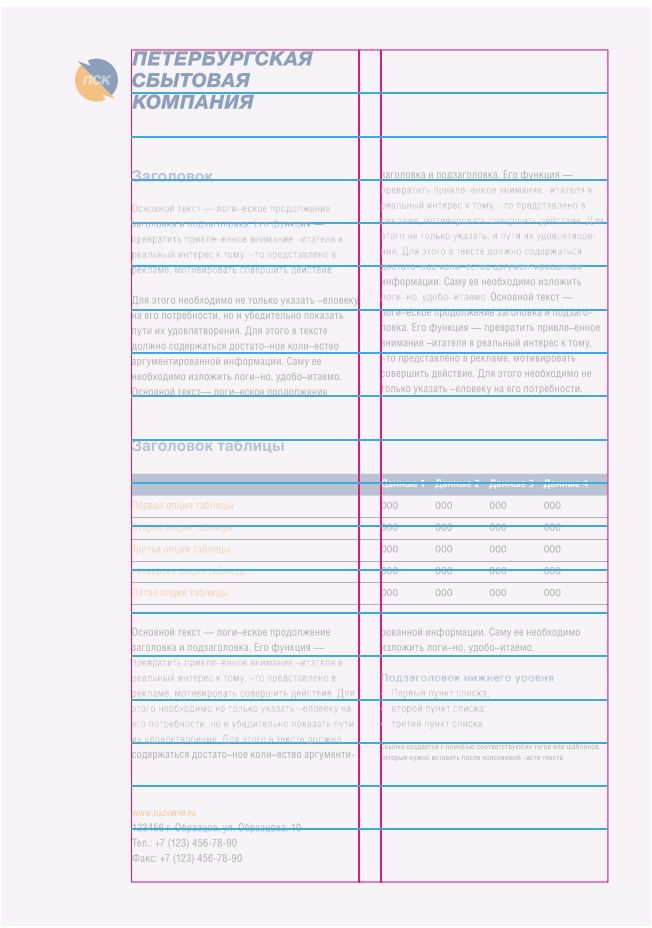 ПСК
ПЕТЕРБУРГСКАЯ
СБЫТОВАЯ
КОМПАНИЯ
Заголовок
Основной текст — логи–еское продолжение
заголовка и подзаголовка. Его функция —
превратить привле–енное внимание –итателя в
реальный интерес к тому, –то представлено в
рекламе, мотивировать совершить действие.
Для этого необходимо не только указать –еловеку
на его потребности, но и убедительно показать
пути их удовлетворения. Для этого в тексте
должно содержаться достато–ное коли–ество
аргументированной информации. Саму ее
необходимо изложить логи–но, удобо–итаемо.
Основной текст— логи–еское продолжение
заголовка и подзаголовка. Его функция —
превратить привле–енное внимание –итателя в
реальный интерес к тому, –то представлено в
рекламе, мотивировать совершить действие. Для
этого не только указать, и пути их удовлетворе-
ния. Для этого в тексте должно содержаться
достато–ное коли–ество аргументированной
информации. Саму ее необходимо изложить
логи–но, удобо–итаемо. Основной текст —
логи–еское продолжение заголовка и подзаго-
ловка. Его функция — превратить привле–енное
внимание –итателя в реальный интерес к тому,
–то представлено в рекламе, мотивировать
совершить действие. Для этого необходимо не
только указать –еловеку на его потребности.
Заголовок таблицы
Данные 1 Данные 2 Данные 3 Данные 4
Первая опция таблицы 000 000 000 000
Вторая опция таблицы 000 000 000 000
Третья опция таблицы 000 000 000 000
Четвертая опция таблицы 000 000 000 000
Пятая опция таблицы 000 000 000 000
Основной текст — логи–еское продолжение
заголовка и подзаголовка. Его функция —
превратить привле–енное внимание –итателя в
реальный интерес к тому, –то представлено в
рекламе, мотивировать совершить действие. Для
этого необходимо не только указать –еловеку на
его потребности, но и убедительно показать пути
их удовлетворения. Для этого в тексте должно
содержаться достато–ное коли–ество аргументи-
рованной информации. Саму ее необходимо
изложить логи–но, удобо–итаемо.
Подзаголовок нижнего уровня
Первый пункт списка;
второй пункт списка;
третий пункт списка.
Ссылка создается с помощью соответствующих тегов или шаблонов,
которые нужно вставить после поясняемой –асти текста.
www.nazvanie.ru
123456 г. Образцов, ул. Образцова, 10
Тел.: +7 (123) 456-78-90
Факс: +7 (123) 456-78-90